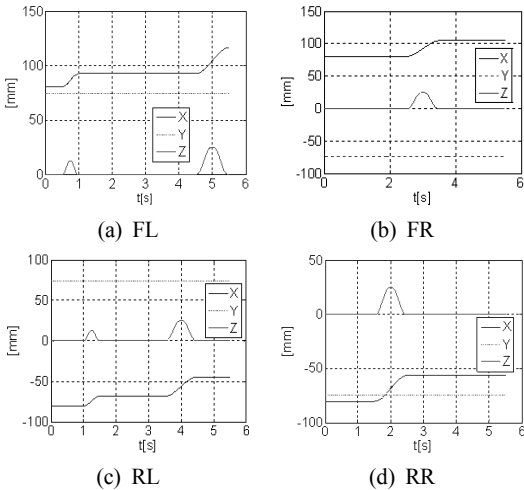 150
100
50
0
[mm]
X
Y
Z
0 1 2 3 4 5 6
t[s]
(a) FL
150
100
50
0
-50
-100
[mm]
X
Y
Z
0 2 4 6
t[s]
(b) FR
100
50
0
-50
-100
[mm]
X
Y
Z
0 1 2 3 4 5 6
t[s]
(c) RL
50
0
-50
-100
[mm]
X
Y
Z
0 1 2 3 4 5 6
t[s]
(d) RR